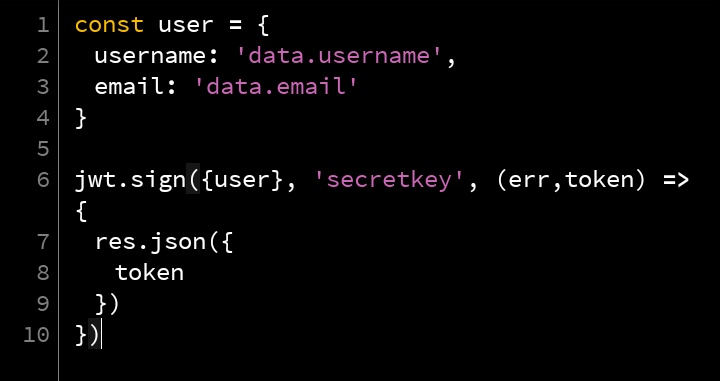 1 const user = {
2 username: 'data.username',
3 email: 'data.email'
4 }
5
6 jwt.sign({user}, 'secretkey', (err,token) =>
{
7 res.json({
8 token
9 })
10 })